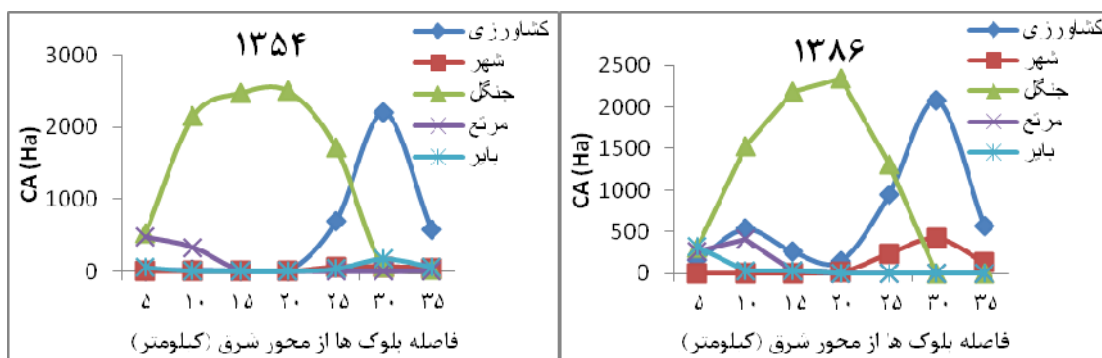 ۱۳۵۴
3000
2000
1000
0
CA (Ha)
کشاورزی
شهر
جنگل
مرتع
بایر
۵ ۱۰ ۱۵ ۲۰ ۲۵ ۳۰ ۳۵
فاصله بلوک ها از محور شرق (کیلومتر)
۱۳۸۶
2500
2000
1500
1000
500
0
CA (Ha)
کشاورزی
شهر
جنگل
مرتع
بایر
۵ ۱۰ ۱۵ ۲۰ ۲۵ ۳۰ ۳۵
فاصله بلوک ها از محور شرق (کیلومتر)